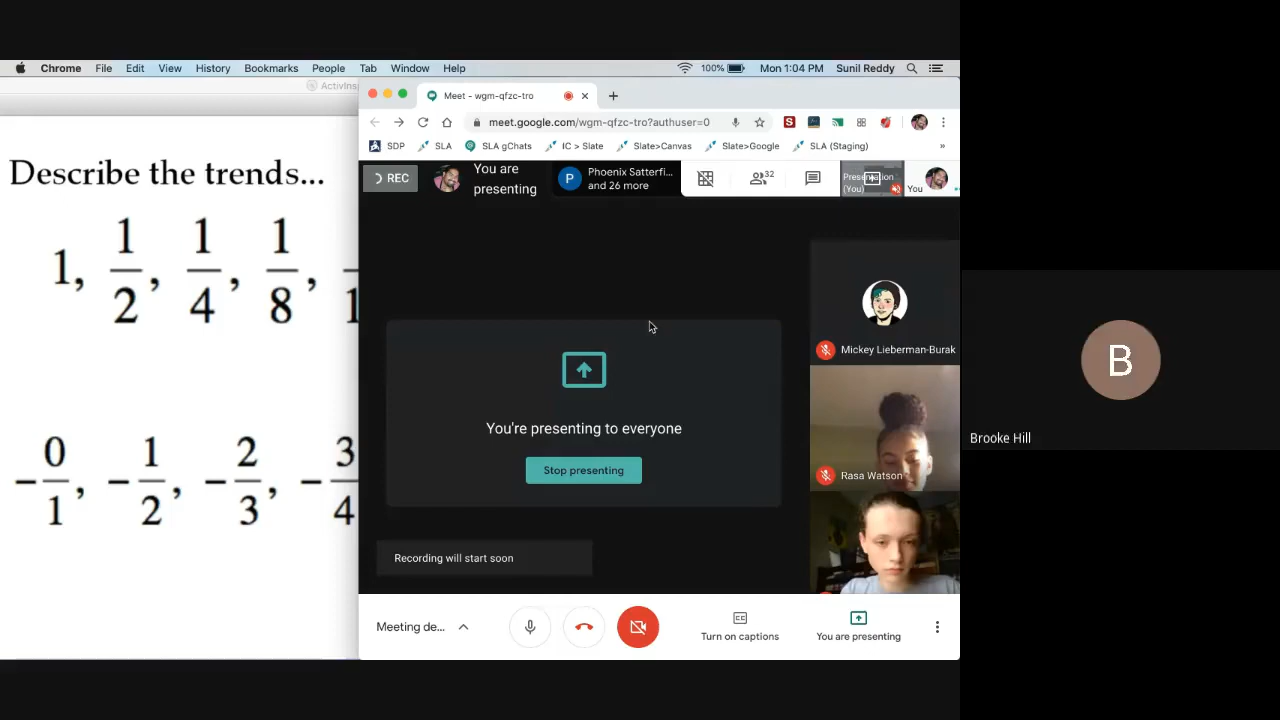 Chrome File Edit View History Bookmarks People Tab Window Help 100% Mon 1:04 PM Sunil Reddy
Meet - wgm-qfzc-tro
meet.google.com/wgm-qfzc-tro?authuser=0
SDP SLA SLA gChats IC > Slate Slate>Canvas Slate>Google SLA (Staging) »
REC
You are
presenting
P
Phoenix Satterfi...
and 26 more
32
(You)
You
Describe the trends...
1, 1/2, 1/4, 1/8,
-0/1, -1/2, -2/3, -3/4
You're presenting to everyone
Stop presenting
Recording will start soon
Mickey Lieberman-Burak
Rasa Watson
Meeting de...
CC
Turn on captions
You are presenting
B
Brooke Hill